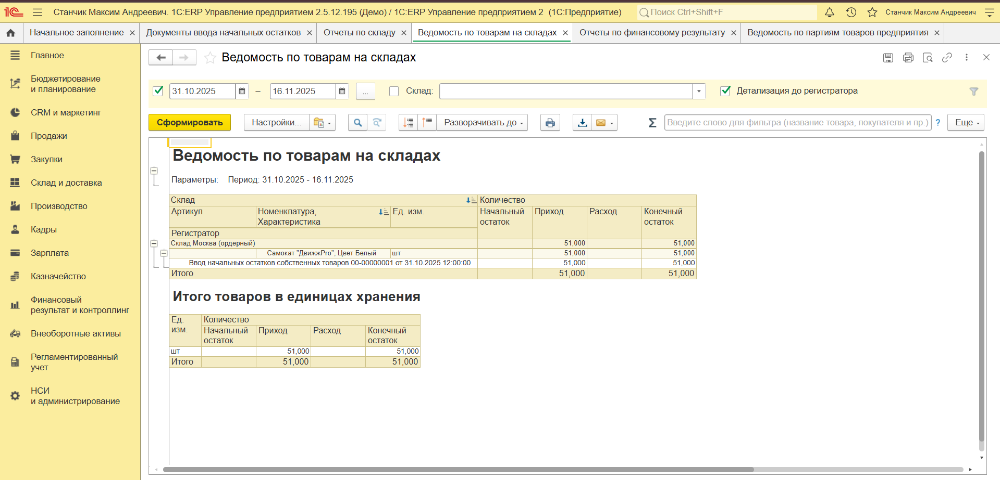 Станчик Максим Андреевич. 1С:ERP Управление предприятием 2.5.12.195 (Демо) / 1С:ERP Управление предприятием 2 (1С:Предприятие)
Поиск Ctrl+Shift+F
Станчик Максим Андреевич
Начальное заполнение
Документы ввода начальных остатков
Отчеты по складу
Ведомость по товарам на складах
Отчеты по финансовому результату
Ведомость по партиям товаров предприятия
Главное
Бюджетирование
и планирование
CRM и маркетинг
Продажи
Закупки
Склад и доставка
Производство
Кадры
Зарплата
Казначейство
Финансовый
результат и контроллинг
Внеоборотные активы
Регламентированный
учет
НСИ
и администрирование
Ведомость по товарам на складах
31.10.2025 – 16.11.2025 ... Склад: Детализация до регистратора
Сформировать Настройки... Разворачивать до Σ Введите слово для фильтра (название товара, покупателя и пр.) ? Еще
Ведомость по товарам на складах
Параметры: Период: 31.10.2025 - 16.11.2025
Склад Количество
Артикул Номенклатура, Ед. изм. Начальный Приход Расход Конечный
Характеристика остаток остаток
Регистратор
Склад Москва (ордерный) 51,000 51,000
Самокат "ДвижжPro", Цвет Белый шт 51,000 51,000
Ввод начальных остатков собственных товаров 00-00000001 от 31.10.2025 12:00:00 51,000 51,000
Итого 51,000 51,000
Итого товаров в единицах хранения
Ед. Количество
изм. Начальный Приход Расход Конечный
остаток остаток
шт 51,000 51,000
Итого 51,000 51,000